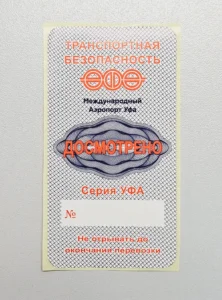 ТРАНСПОРТНАЯ
БЕЗОПАСНОСТЬ
Международный
Аэропорт Уфа
ДОСМОТРЕНО
Серия УФА
№
Не отрывать до
окончания перевозки